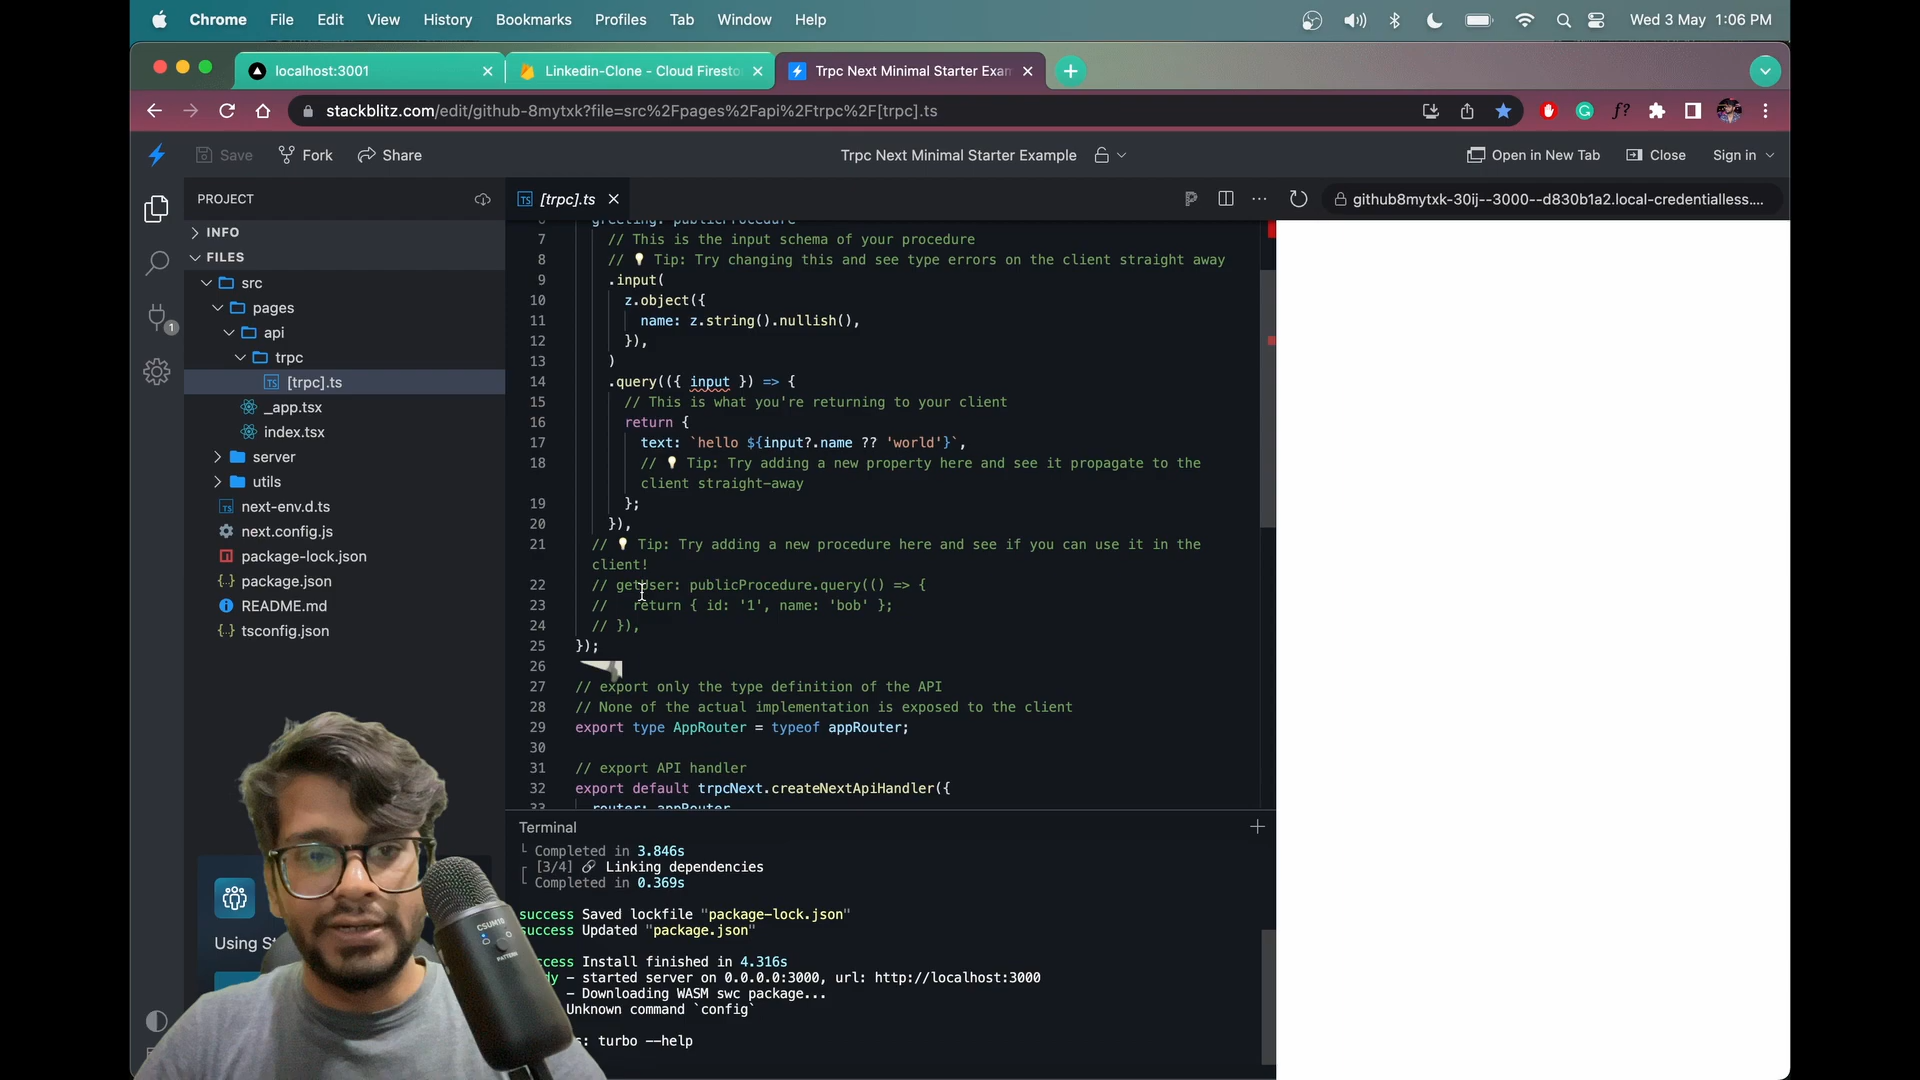 Chrome File Edit View History Bookmarks Profiles Tab Window Help Wed 3 May 1:06 PM
localhost:3001 Linkedin-Clone - Cloud Firesto Trpc Next Minimal Starter Exam
stackblitz.com/edit/github-8mytxk?file=src%2Fpages%2Fapi%2Ftrpc%2F[trpc].ts f?
Save Fork Share Trpc Next Minimal Starter Example Open in New Tab Close Sign in
PROJECT [trpc].ts github8mytxk-30ij--3000--d830b1a2.local-credentialless....
INFO
FILES
src
pages
api
trpc
[trpc].ts
_app.tsx
index.tsx
server
utils
next-env.d.ts
next.config.js
package-lock.json
package.json
README.md
tsconfig.json
1
greeting: publicProcedure
7 // This is the input schema of your procedure
8 // 💡 Tip: Try changing this and see type errors on the client straight away
9 .input(
10 z.object({
11 name: z.string().nullish(),
12 }),
13 )
14 .query(({ input }) => {
15 // This is what you're returning to your client
16 return {
17 text: `hello ${input?.name ?? 'world'}`,
18 // 💡 Tip: Try adding a new property here and see it propagate to the
client straight-away
19 };
20 }),
21 // 💡 Tip: Try adding a new procedure here and see if you can use it in the
client!
22 // getUser: publicProcedure.query(() => {
23 // return { id: '1', name: 'bob' };
24 // }),
25 });
26
27 // export only the type definition of the API
28 // None of the actual implementation is exposed to the client
29 export type AppRouter = typeof appRouter;
30
31 // export API handler
32 export default trpcNext.createNextApiHandler({
33 router: appRouter
Terminal
└ Completed in 3.846s
[3/4] 🔗 Linking dependencies
Completed in 0.369s
success Saved lockfile "package-lock.json"
success Updated "package.json"
ccess Install finished in 4.316s
dy - started server on 0.0.0.0:3000, url: http://localhost:3000
- Downloading WASM swc package...
Unknown command `config`
: turbo --help
Using St
CSUM10
PATTERN